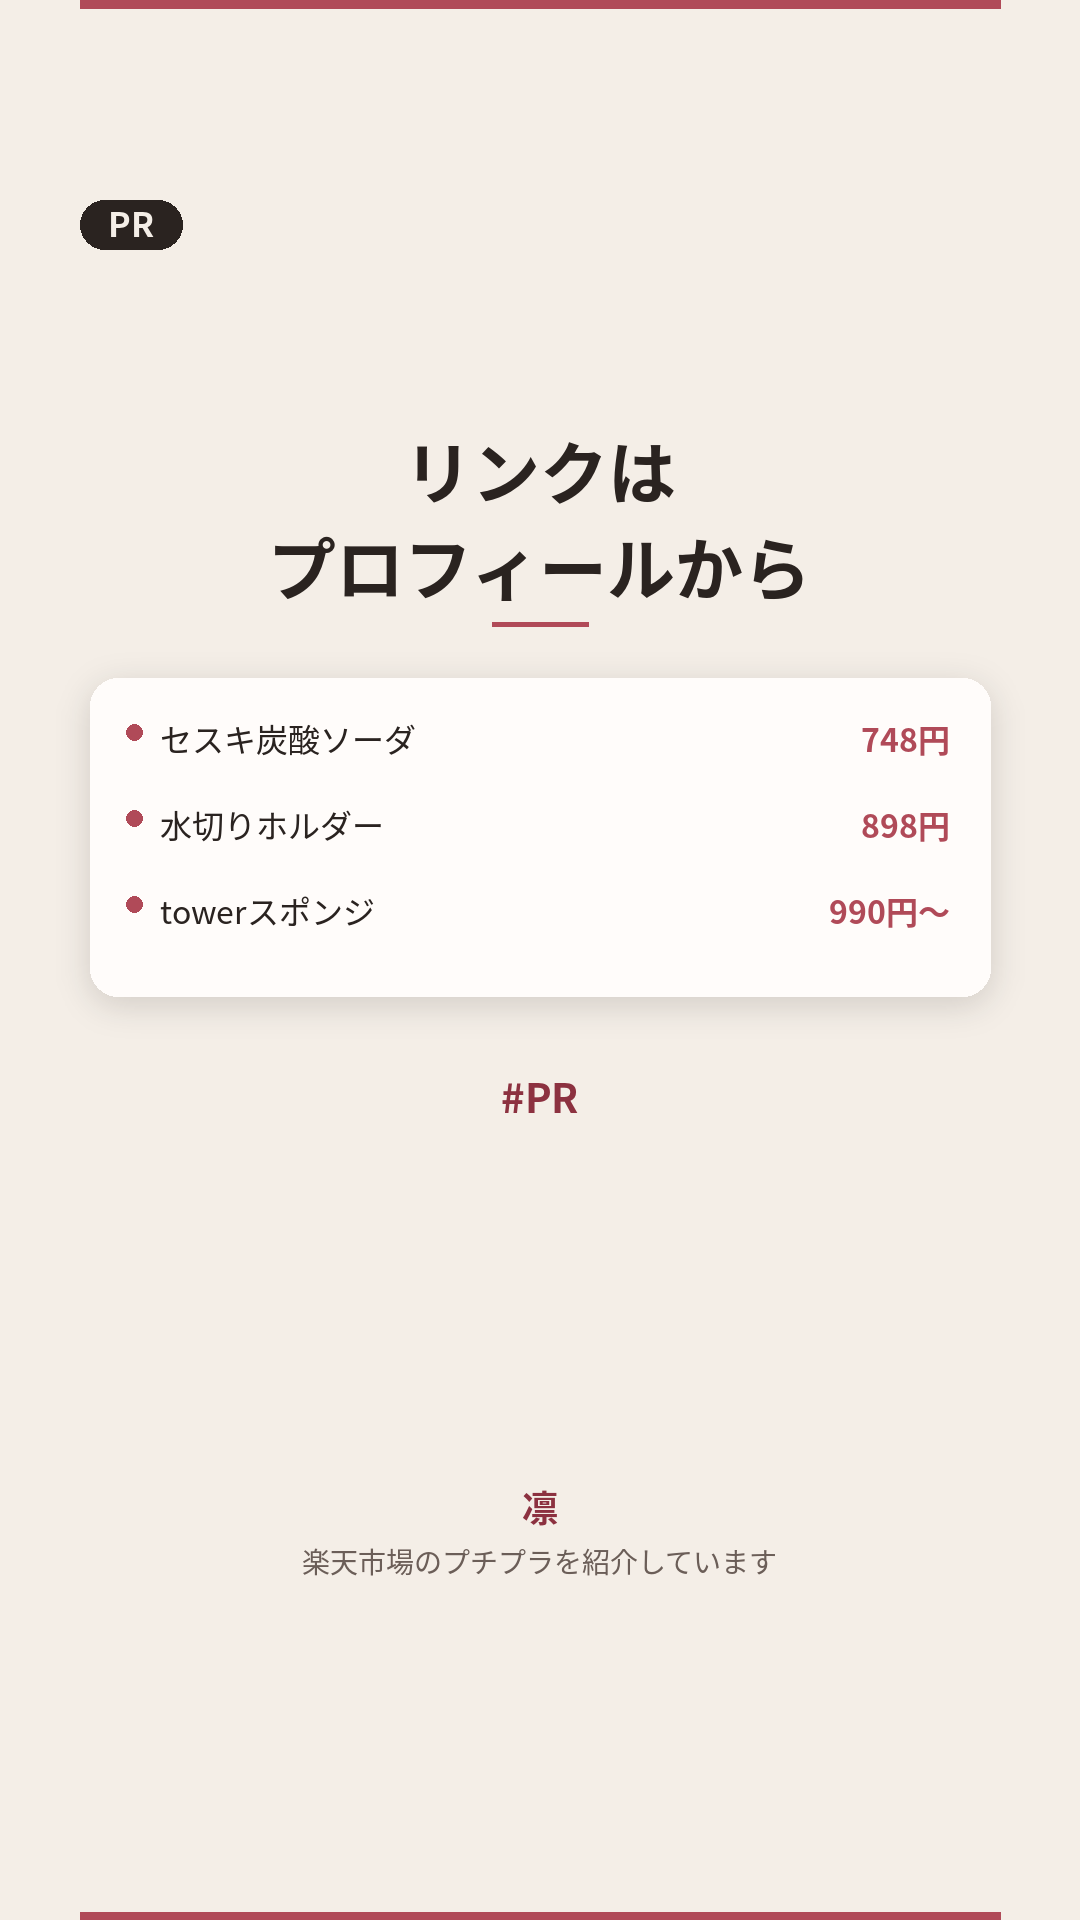 PR
リンクは
プロフィールから
セスキ炭酸ソーダ 748円
水切りホルダー 898円
towerスポンジ 990円〜
#PR
凛
楽天市場のプチプラを紹介しています